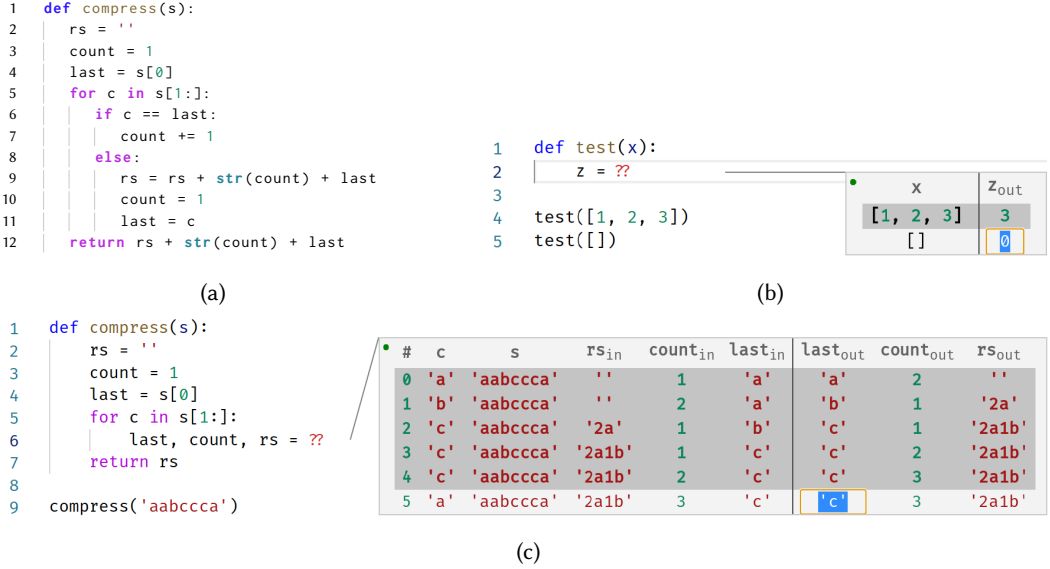 1 def compress(s):
2 rs = ''
3 count = 1
4 last = s[0]
5 for c in s[1:]:
6 if c == last:
7 count += 1
8 else:
9 rs = rs + str(count) + last
10 count = 1
11 last = c
12 return rs + str(count) + last
(a)
1 def test(x):
2 z = ??
3
4 test([1, 2, 3])
5 test([])
x z_out
[1, 2, 3] 3
[] 0
(b)
1 def compress(s):
2 rs = ''
3 count = 1
4 last = s[0]
5 for c in s[1:]:
6 last, count, rs = ??
7 return rs
8
9 compress('aabccca')
# c s rs_in count_in last_in last_out count_out rs_out
0 'a' 'aabccca' '' 1 'a' 'a' 2 ''
1 'b' 'aabccca' '' 2 'a' 'b' 1 '2a'
2 'c' 'aabccca' '2a' 1 'b' 'c' 1 '2a1b'
3 'c' 'aabccca' '2a1b' 1 'c' 'c' 2 '2a1b'
4 'c' 'aabccca' '2a1b' 2 'c' 'c' 3 '2a1b'
5 'a' 'aabccca' '2a1b' 3 'c' 'c' 3 '2a1b'
(c)